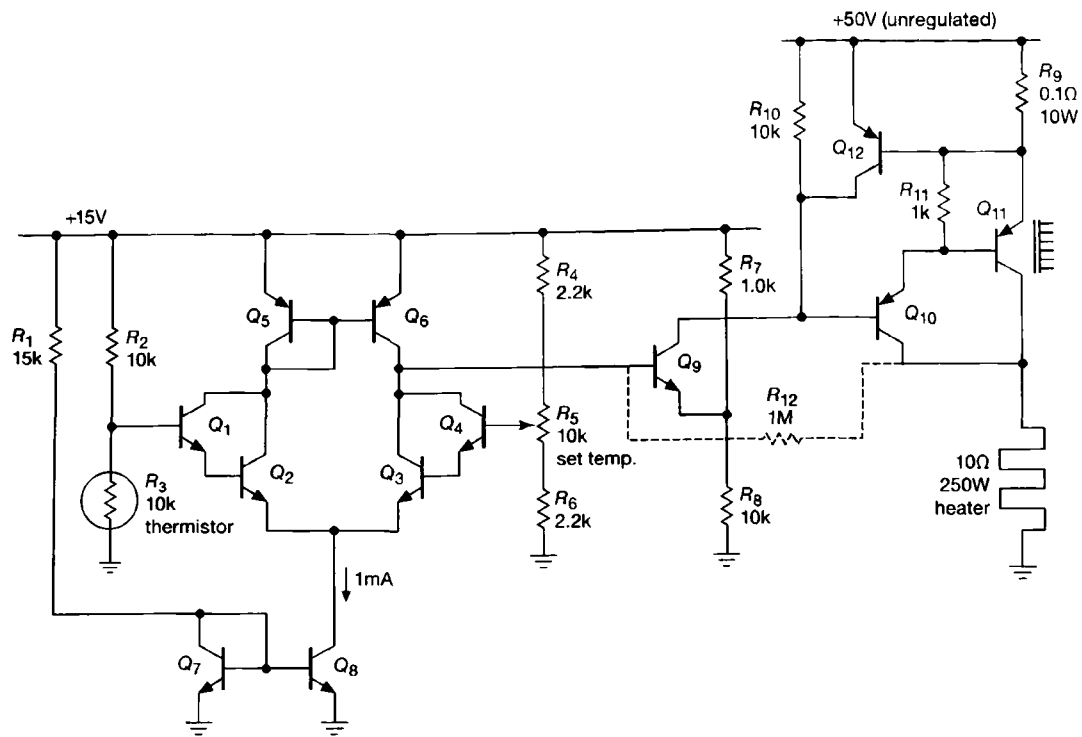 +50V (unregulated)
R10
10k
Q12
R9
0.1Ω
10W
R11
1k
Q11
+15V
R1
15k
R2
10k
Q5
Q6
R4
2.2k
R7
1.0k
Q10
Q1
Q2
Q4
Q3
R5
10k
set temp.
Q9
R12
1M
R3
10k
thermistor
R6
2.2k
R8
10k
10Ω
250W
heater
1mA
Q7
Q8